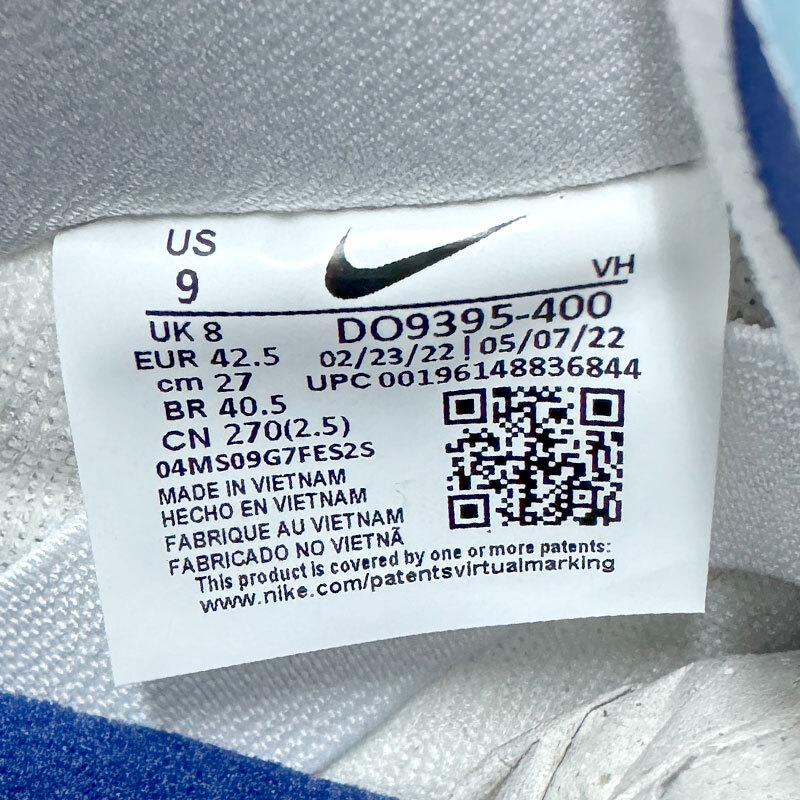 US
9
VH
UK 8
DO9395-400
EUR 42.5
02/23/22 | 05/07/22
cm 27
UPC 00196148836844
BR 40.5
CN 270(2.5)
04MS09G7FES2S
MADE IN VIETNAM
HECHO EN VIETNAM
FABRIQUE AU VIETNAM
FABRICADO NO VIETNÃ
This product is covered by one or more patents:
www.nike.com/patentsvirtualmarking